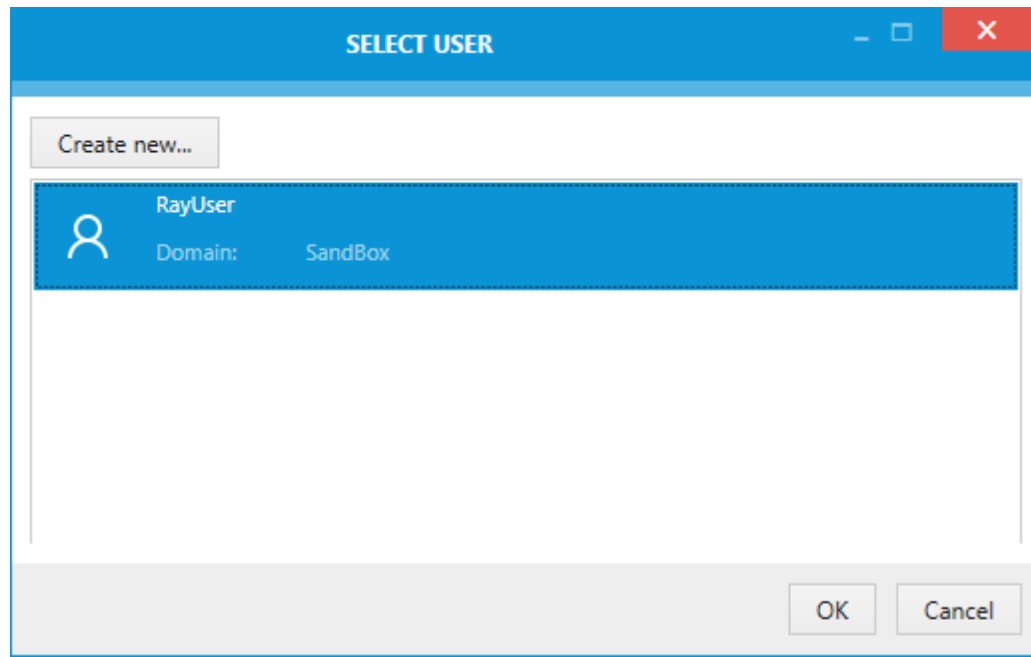 SELECT USER
Create new...
RayUser
Domain: SandBox
OK Cancel